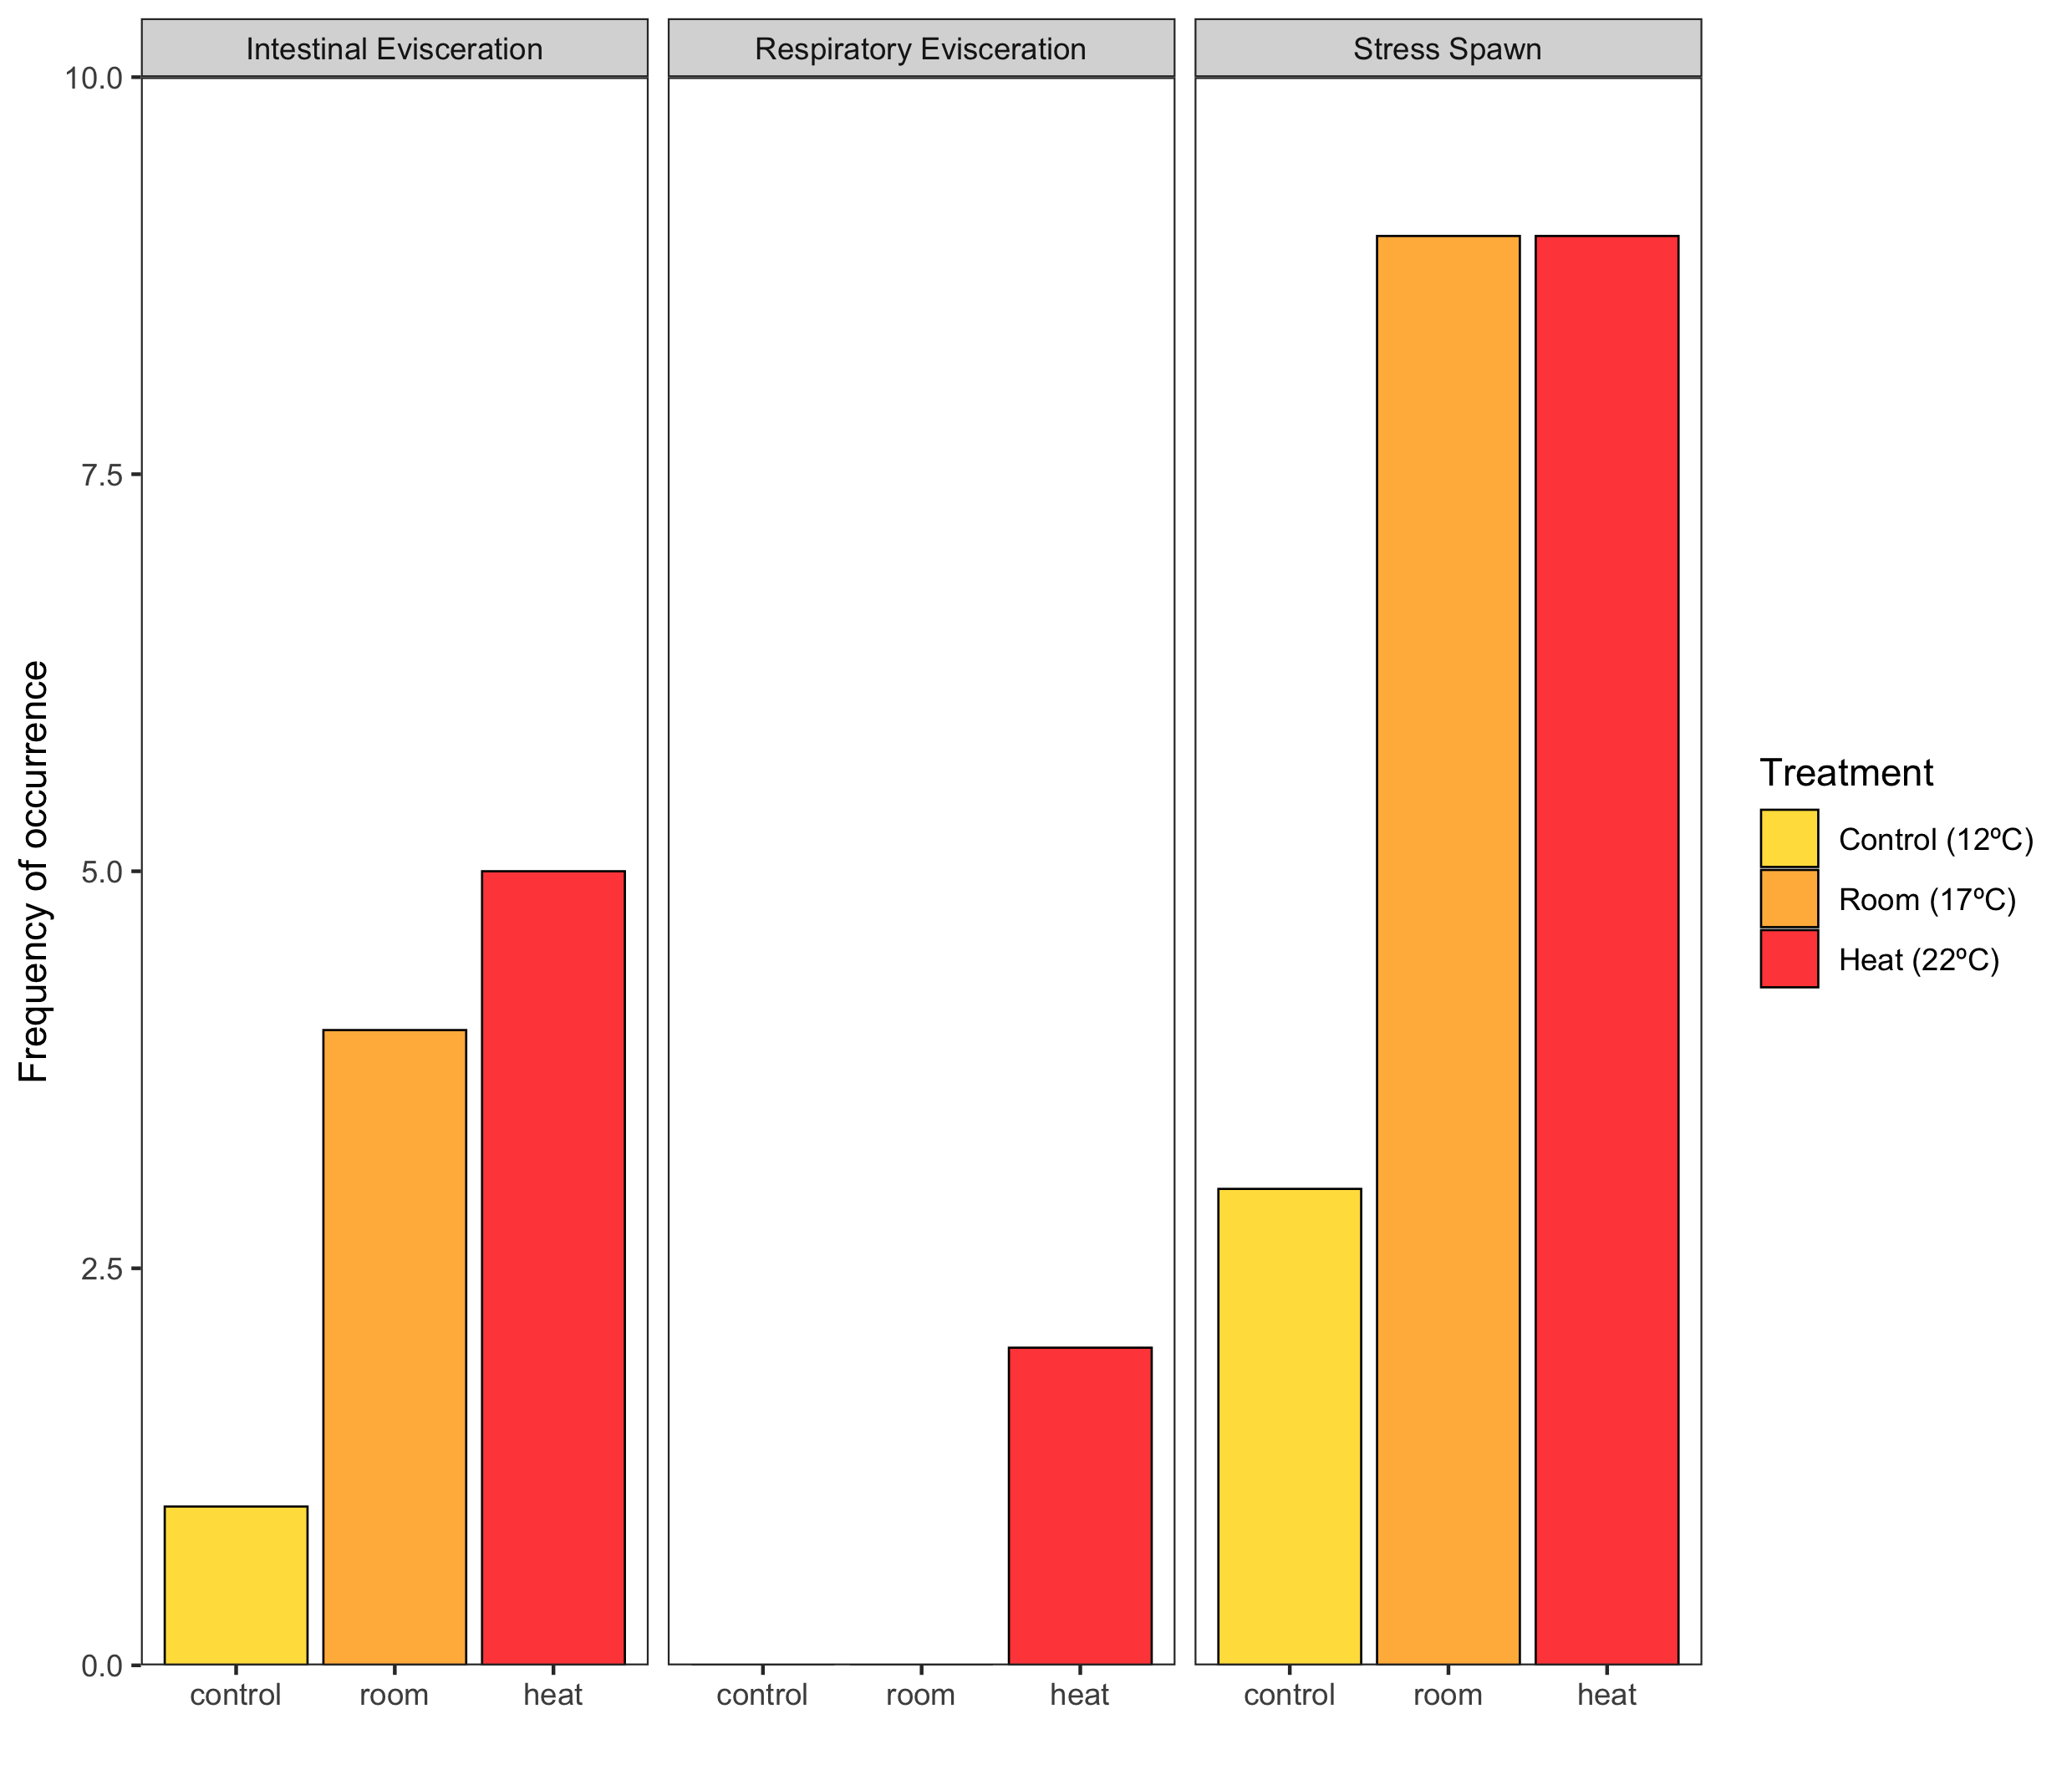 Intestinal Evisceration
Respiratory Evisceration
Stress Spawn
10.0
7.5
5.0
2.5
0.0
Frequency of occurrence
control room heat
control room heat
control room heat
Treatment
Control (12ºC)
Room (17ºC)
Heat (22ºC)